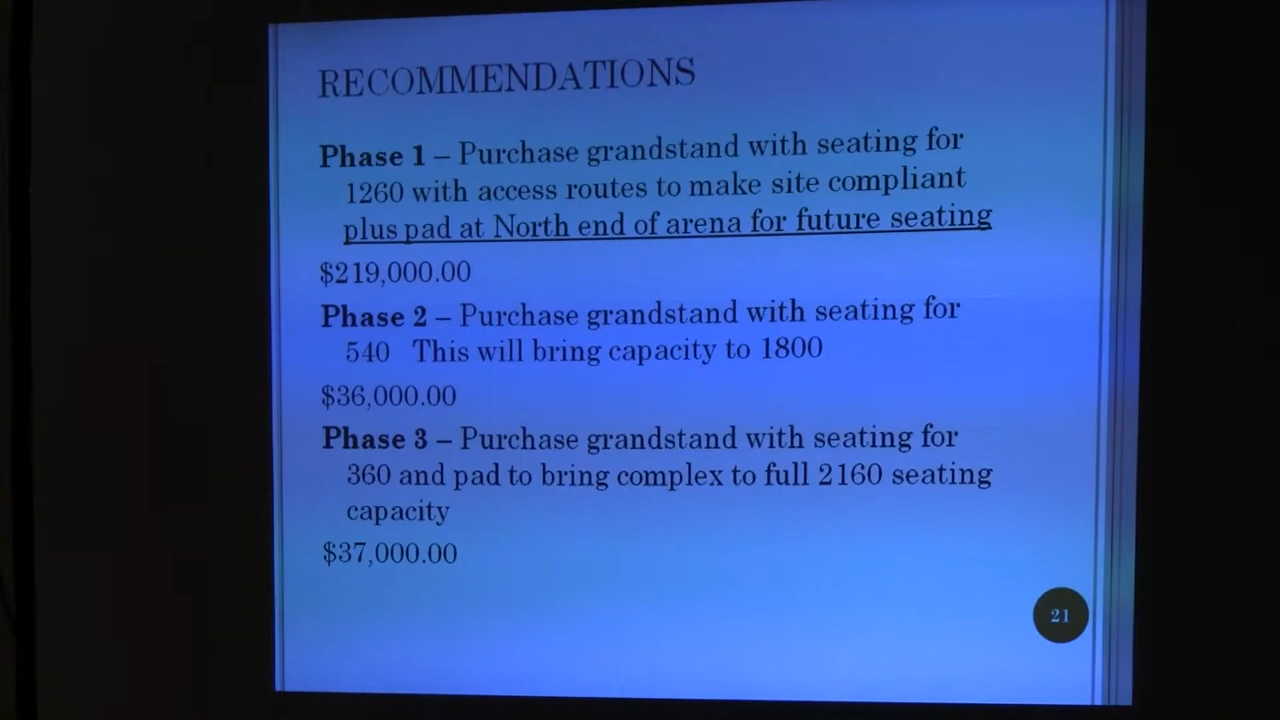 RECOMMENDATIONS
Phase 1 – Purchase grandstand with seating for
1260 with access routes to make site compliant
plus pad at North end of arena for future seating
$219,000.00
Phase 2 – Purchase grandstand with seating for
540 This will bring capacity to 1800
$36,000.00
Phase 3 – Purchase grandstand with seating for
360 and pad to bring complex to full 2160 seating
capacity
$37,000.00
21